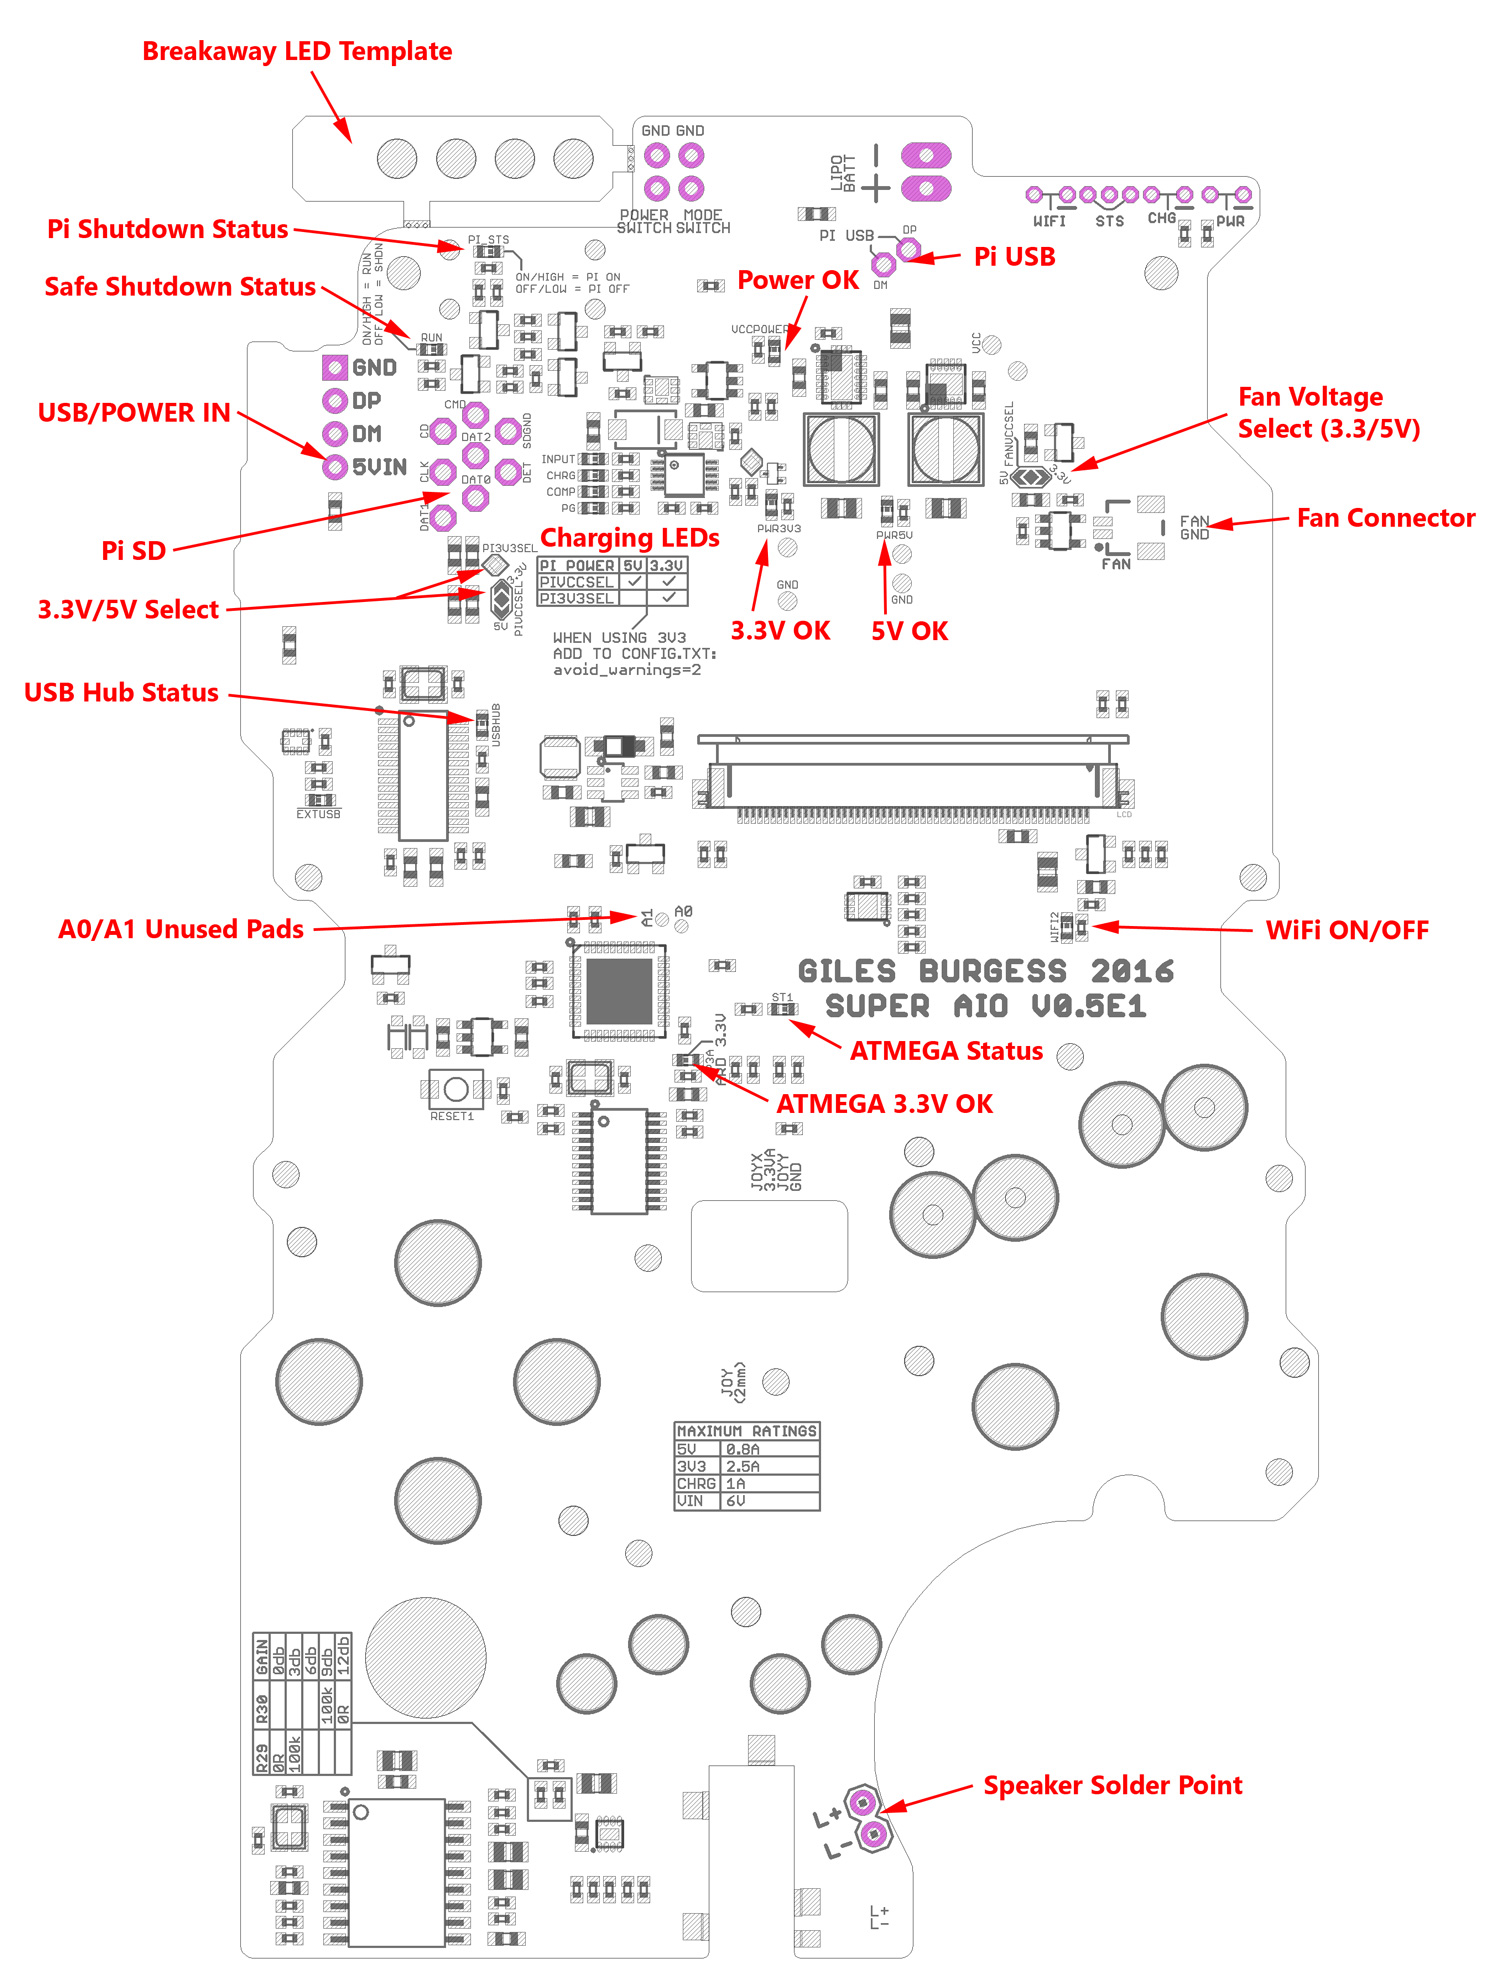 Breakaway LED Template
GND GND
POWER SWITCH
MODE SWITCH
LIPO BATT
WIFI
STS
CHG
PWR
Pi Shutdown Status
PI_STS
ON/HIGH = PI ON
OFF/LOW = PI OFF
PI USB
DP
DM
Pi USB
Safe Shutdown Status
ON/HIGH = RUN
OFF/LOW = SHDN
RUN
Power OK
VCCPOWER
VCC
GND
DP
DM
5VIN
USB/POWER IN
CMD
CD
DAT2
SDGND
CLK
DAT0
DET
DAT1
Pi SD
INPUT
CHRG
COMP
PG
Charging LEDs
Fan Voltage
Select (3.3/5V)
FANVCCSEL
5V
3.3V
Fan Connector
FAN
GND
FAN
PWR3V3
PWR5V
GND
GND
3.3V OK
5V OK
PI3V3SEL
3.3V
PIVCCSEL
5V
3.3V/5V Select
PI POWER 5V 3.3V
PIVCCSEL ✓ ✓
PI3V3SEL ✓
WHEN USING 3V3
ADD TO CONFIG.TXT:
avoid_warnings=2
USB Hub Status
USBHUB
EXTUSB
LCD
A0/A1 Unused Pads
A1
A0
WIFI2
WiFi ON/OFF
GILES BURGESS 2016
SUPER AIO V0.5E1
ST1
ATMEGA Status
ARD 3.3V
ATMEGA 3.3V OK
RESET1
JOYX
3.3VA
JOYY
GND
JOY
(2mm)
MAXIMUM RATINGS
5V 0.8A
3V3 2.5A
CHRG 1A
VIN 6V
R29 R30 GAIN
0R 0db
100k 3db
6db
100k 9db
0R 12db
Speaker Solder Point
L+
L-
L+
L-